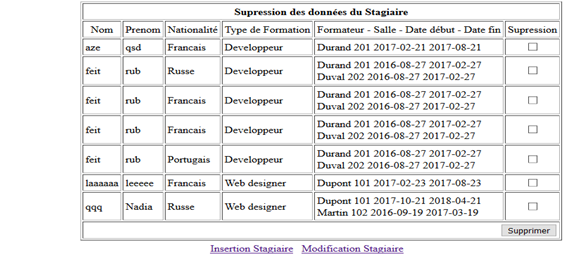 Supression des données du Stagiaire
Nom Prenom Nationalité Type de Formation Formateur - Salle - Date début - Date fin Supression
aze qsd Francais Developpeur Durand 201 2017-02-21 2017-08-21
feit rub Russe Developpeur Durand 201 2016-08-27 2017-02-27
Duval 202 2016-08-27 2017-02-27
feit rub Francais Developpeur Durand 201 2016-08-27 2017-02-27
Duval 202 2016-08-27 2017-02-27
feit rub Francais Developpeur Durand 201 2016-08-27 2017-02-27
Duval 202 2016-08-27 2017-02-27
feit rub Portugais Developpeur Durand 201 2016-08-27 2017-02-27
Duval 202 2016-08-27 2017-02-27
laaaaaa leeeee Francais Web designer Dupont 101 2017-02-23 2017-08-23
qqq Nadia Russe Web designer Dupont 101 2017-10-21 2018-04-21
Martin 102 2016-09-19 2017-03-19
Supprimer
Insertion Stagiaire Modification Stagiaire